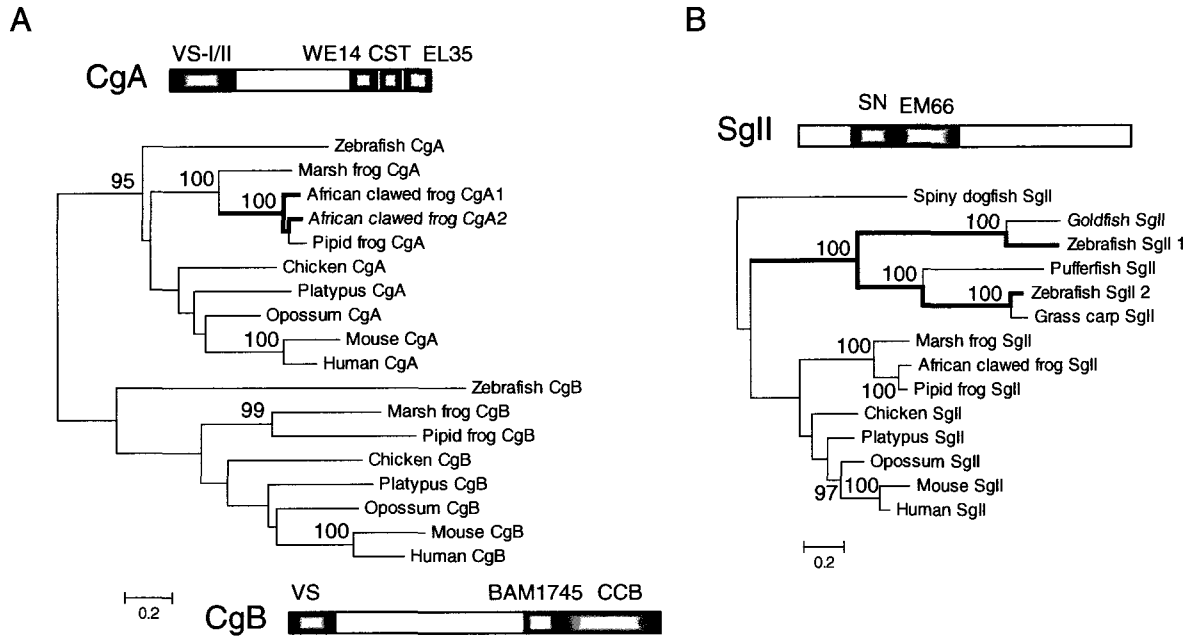 A
VS-I/II WE14 CST EL35
CgA
Zebrafish CgA
Marsh frog CgA
African clawed frog CgA1
African clawed frog CgA2
Pipid frog CgA
Chicken CgA
Platypus CgA
Opossum CgA
Mouse CgA
Human CgA
Zebrafish CgB
Marsh frog CgB
Pipid frog CgB
Chicken CgB
Platypus CgB
Opossum CgB
Mouse CgB
Human CgB
95
100
100
100
99
100
0.2
VS BAM1745 CCB
CgB
B
SN EM66
SgII
Spiny dogfish SgII
Goldfish SgII
Zebrafish SgII 1
Pufferfish SgII
Zebrafish SgII 2
Grass carp SgII
Marsh frog SgII
African clawed frog SgII
Pipid frog SgII
Chicken SgII
Platypus SgII
Opossum SgII
Mouse SgII
Human SgII
100
100
100
100
100
100
97
100
0.2